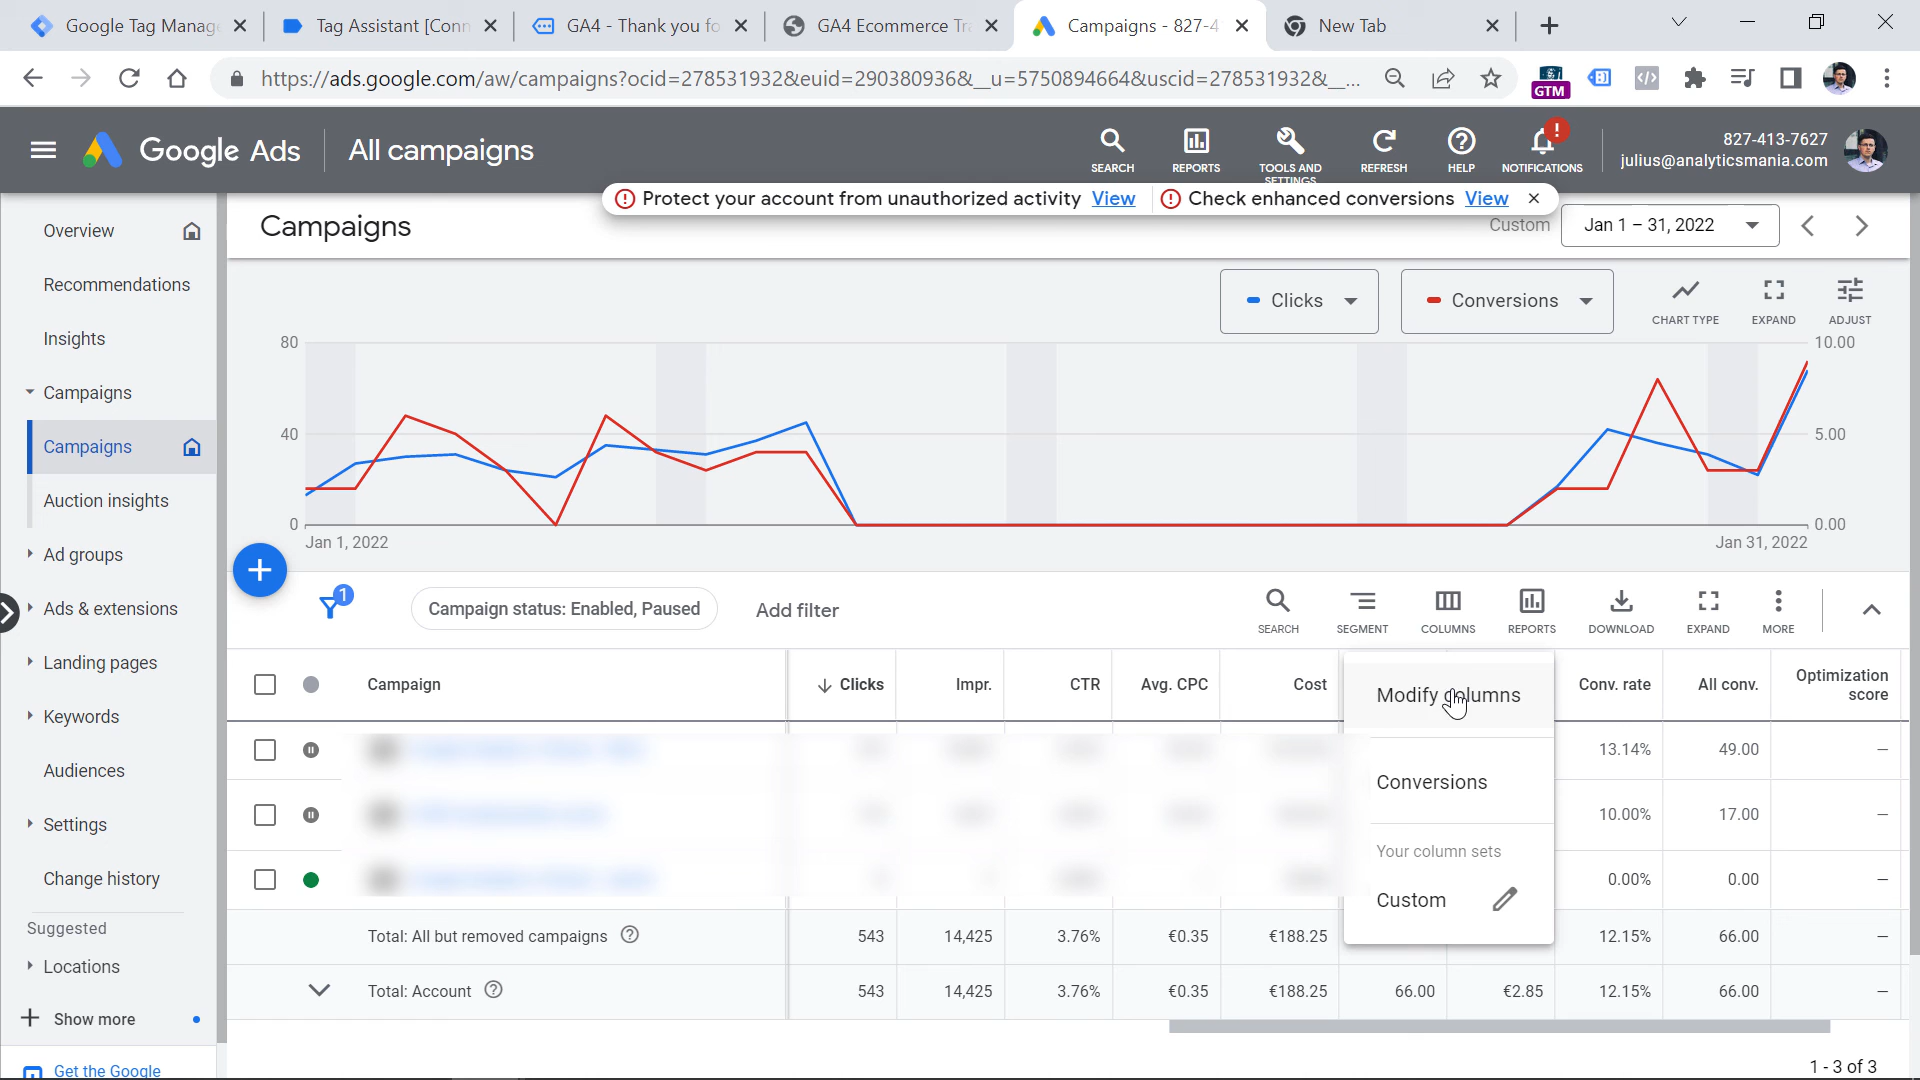 Google Tag Manag
Tag Assistant [Conn
GA4 - Thank you fo
GA4 Ecommerce Tr
Campaigns - 827-4
New Tab
https://ads.google.com/aw/campaigns?ocid=278531932&euid=290380936&__u=5750894664&uscid=278531932&__...
GTM
Google Ads
All campaigns
SEARCH
REPORTS
TOOLS AND
SETTINGS
REFRESH
HELP
NOTIFICATIONS
827-413-7627
julius@analyticsmania.com
Protect your account from unauthorized activity View
Check enhanced conversions View
Overview
Recommendations
Insights
Campaigns
Campaigns
Auction insights
Ad groups
Ads & extensions
Landing pages
Keywords
Audiences
Settings
Change history
Suggested
Locations
Show more
Get the Google
Campaigns
Custom
Jan 1 – 31, 2022
Clicks
Conversions
CHART TYPE
EXPAND
ADJUST
80
10.00
40
5.00
0
0.00
Jan 1, 2022
Jan 31, 2022
1
Campaign status: Enabled, Paused
Add filter
SEARCH
SEGMENT
COLUMNS
REPORTS
DOWNLOAD
EXPAND
MORE
Campaign
Clicks
Impr.
CTR
Avg. CPC
Cost
Conv. rate
All conv.
Optimization
score
Modify columns
Conversions
Your column sets
Custom
13.14% 49.00 –
10.00% 17.00 –
0.00% 0.00 –
Total: All but removed campaigns 543 14,425 3.76% €0.35 €188.25 12.15% 66.00 –
Total: Account 543 14,425 3.76% €0.35 €188.25 66.00 €2.85 12.15% 66.00 –
1 - 3 of 3